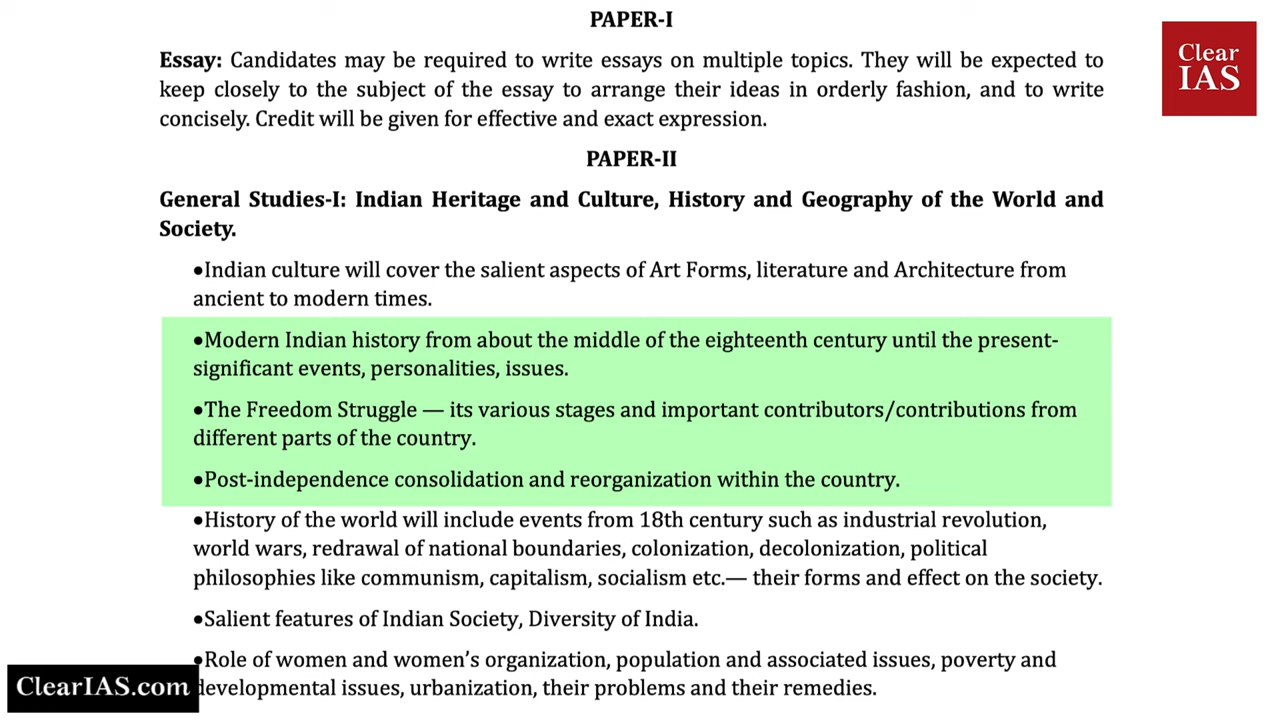 PAPER-I
Clear
IAS
Essay: Candidates may be required to write essays on multiple topics. They will be expected to
keep closely to the subject of the essay to arrange their ideas in orderly fashion, and to write
concisely. Credit will be given for effective and exact expression.
PAPER-II
General Studies-I: Indian Heritage and Culture, History and Geography of the World and
Society.
•Indian culture will cover the salient aspects of Art Forms, literature and Architecture from
ancient to modern times.
•Modern Indian history from about the middle of the eighteenth century until the present-
significant events, personalities, issues.
•The Freedom Struggle — its various stages and important contributors/contributions from
different parts of the country.
•Post-independence consolidation and reorganization within the country.
•History of the world will include events from 18th century such as industrial revolution,
world wars, redrawal of national boundaries, colonization, decolonization, political
philosophies like communism, capitalism, socialism etc.— their forms and effect on the society.
•Salient features of Indian Society, Diversity of India.
•Role of women and women’s organization, population and associated issues, poverty and
developmental issues, urbanization, their problems and their remedies.
ClearIAS.com